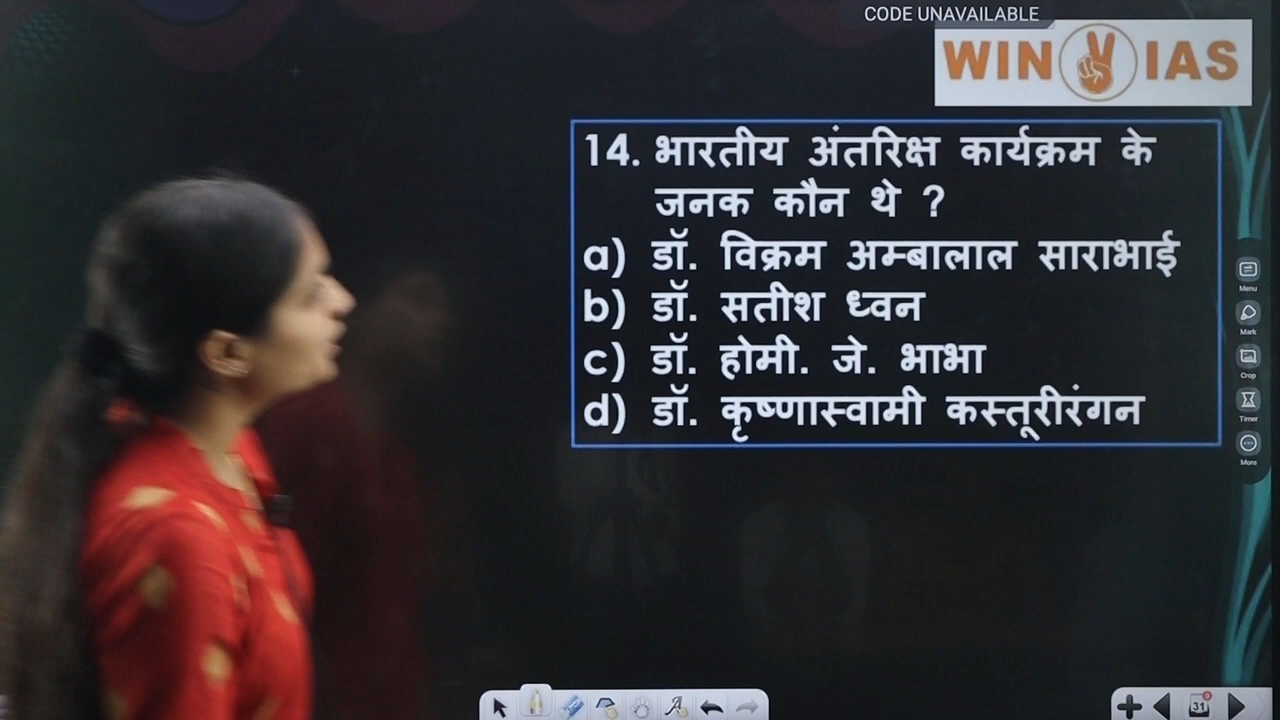 CODE UNAVAILABLE
WIN IAS
14. भारतीय अंतरिक्ष कार्यक्रम के
जनक कौन थे ?
a) डॉ. विक्रम अम्बालाल साराभाई
b) डॉ. सतीश ध्वन
c) डॉ. होमी. जे. भाभा
d) डॉ. कृष्णास्वामी कस्तूरीरंगन
Menu
Mark
Crop
Timer
More
31